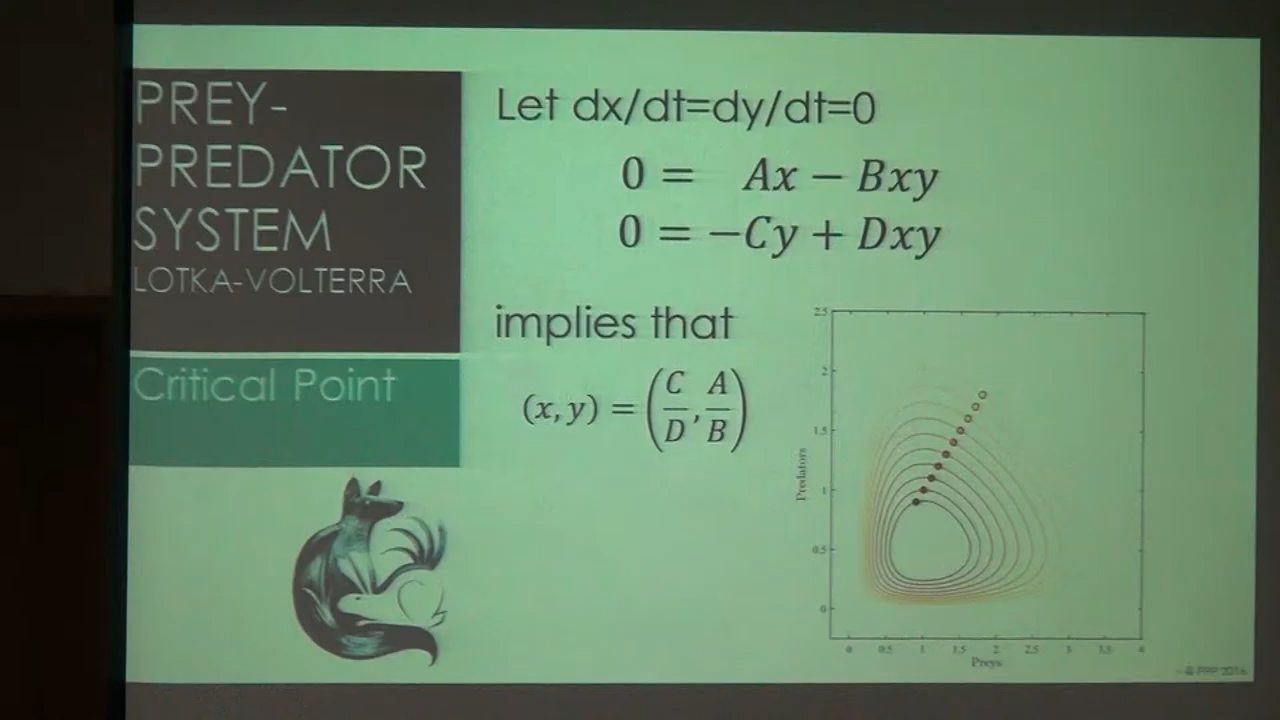 PREY-
PREDATOR
SYSTEM
LOTKA-VOLTERRA
Critical Point
Let dx/dt=dy/dt=0
0 = Ax − Bxy
0 = −Cy + Dxy
implies that
(x, y) = (C/D, A/B)
2.5
2
1.5
1
0.5
0
Predators
0 0.5 1 1.5 2 2.5 3 3.5 4
Preys
© PPP 2016